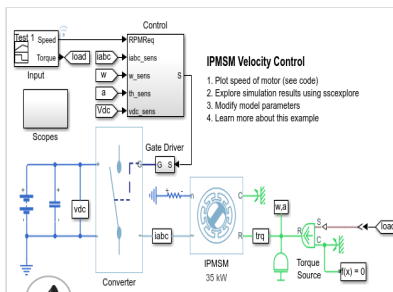 Control
Test 1
Speed
Torque
load
Input
RPMReq
iabc
iabc_sens
w
w_sens
a
th_sens
Vdc
vdc_sens
S
IPMSM Velocity Control
1. Plot speed of motor (see code)
2. Explore simulation results using sscexplore
3. Modify model parameters
4. Learn more about this example
Scopes
Gate Driver
G
G S
+
+
vdc
iabc
C
R
trq
w,a
R
S
C
load
f(x) = 0
Torque
Source
IPMSM
35 kW
Converter